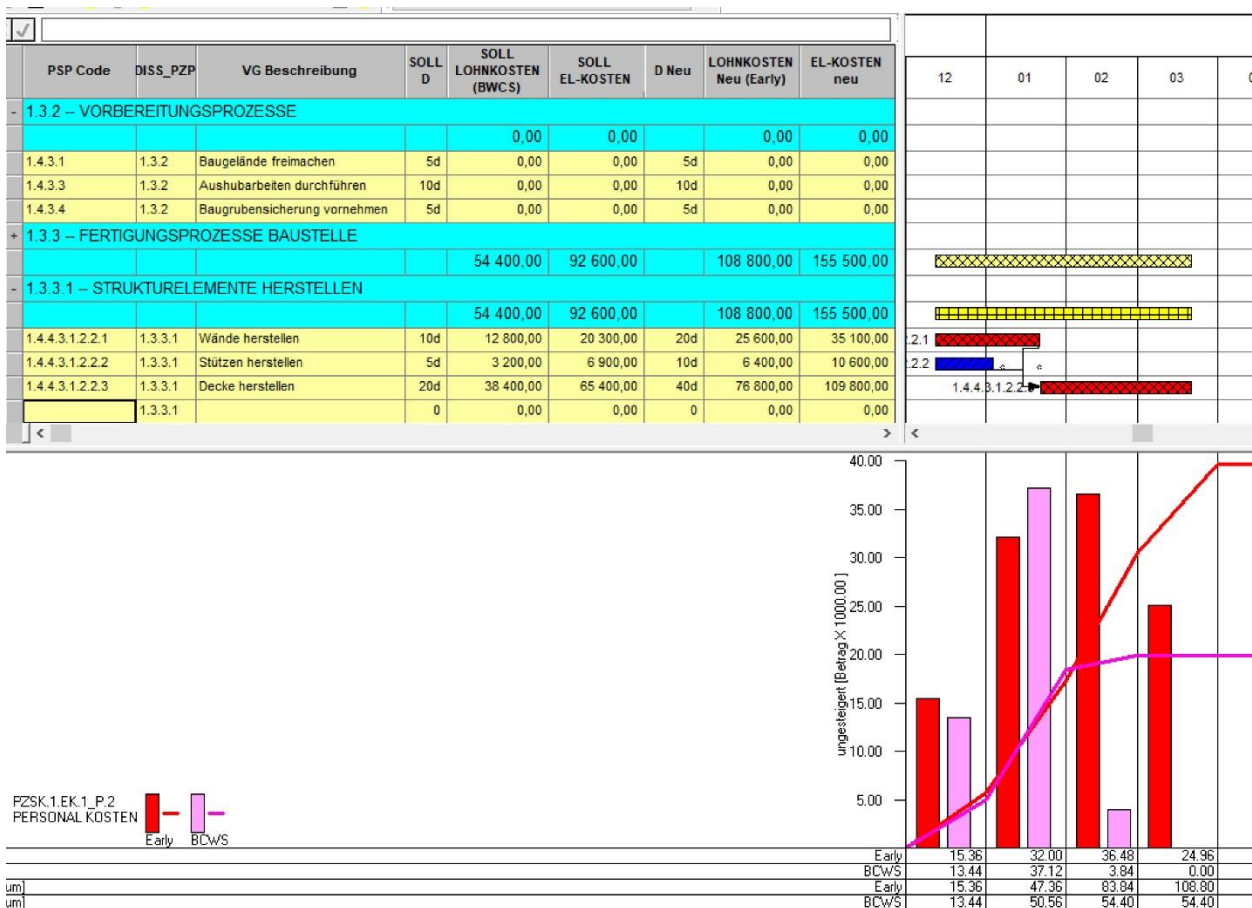 PSP Code DISS_PZP VG Beschreibung SOLL D SOLL LOHNKOSTEN (BWCS) SOLL EL-KOSTEN D Neu LOHNKOSTEN Neu (Early) EL-KOSTEN neu 12 01 02 03
- 1.3.2 -- VORBEREITUNGSPROZESSE
0,00 0,00 0,00 0,00
1.4.3.1 1.3.2 Baugelände freimachen 5d 0,00 0,00 5d 0,00 0,00
1.4.3.3 1.3.2 Aushubarbeiten durchführen 10d 0,00 0,00 10d 0,00 0,00
1.4.3.4 1.3.2 Baugrubensicherung vornehmen 5d 0,00 0,00 5d 0,00 0,00
+ 1.3.3 -- FERTIGUNGSPROZESSE BAUSTELLE
54 400,00 92 600,00 108 800,00 155 500,00
- 1.3.3.1 -- STRUKTURELEMENTE HERSTELLEN
54 400,00 92 600,00 108 800,00 155 500,00
1.4.4.3.1.2.2.1 1.3.3.1 Wände herstellen 10d 12 800,00 20 300,00 20d 25 600,00 35 100,00 2.2.1
1.4.4.3.1.2.2.2 1.3.3.1 Stützen herstellen 5d 3 200,00 6 900,00 10d 6 400,00 10 600,00 2.2.2
1.4.4.3.1.2.2.3 1.3.3.1 Decke herstellen 20d 38 400,00 65 400,00 40d 76 800,00 109 800,00
1.3.3.1 0 0,00 0,00 0 0,00 0,00
40.00
35.00
30.00
25.00
20.00
15.00
10.00
5.00
ungesteigert [Betrag X 1000.00 ]
PZSK.1.EK.1_P.2
PERSONAL KOSTEN
Early BCWS
Early 15.36 32.00 36.48 24.96
BCWS 13.44 37.12 3.84 0.00
um] Early 15.36 47.36 83.84 108.80
um] BCWS 13.44 50.56 54.40 54.40